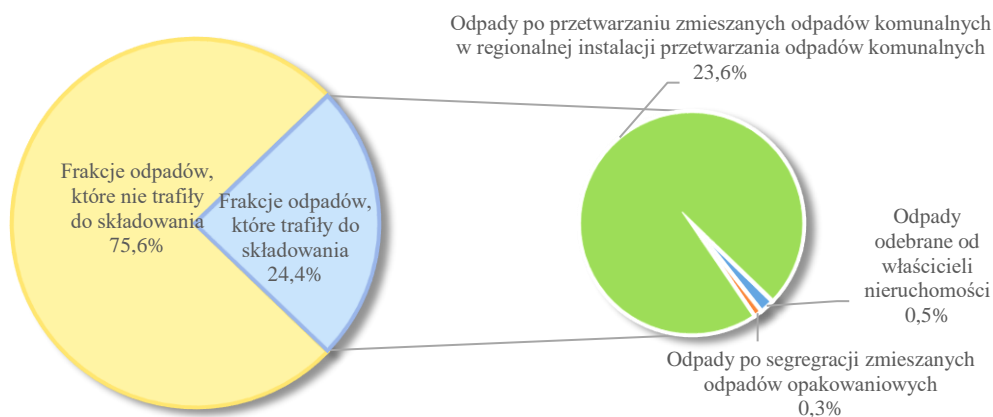 Odpady po przetwarzaniu zmieszanych odpadów komunalnych
w regionalnej instalacji przetwarzania odpadów komunalnych
23,6%
Frakcje odpadów,
które nie trafiły
do składowania
75,6%
Frakcje odpadów,
które trafiły do
składowania
24,4%
Odpady
odebrane od
właścicieli
nieruchomości
0,5%
Odpady po segregracji zmieszanych
odpadów opakowaniowych
0,3%